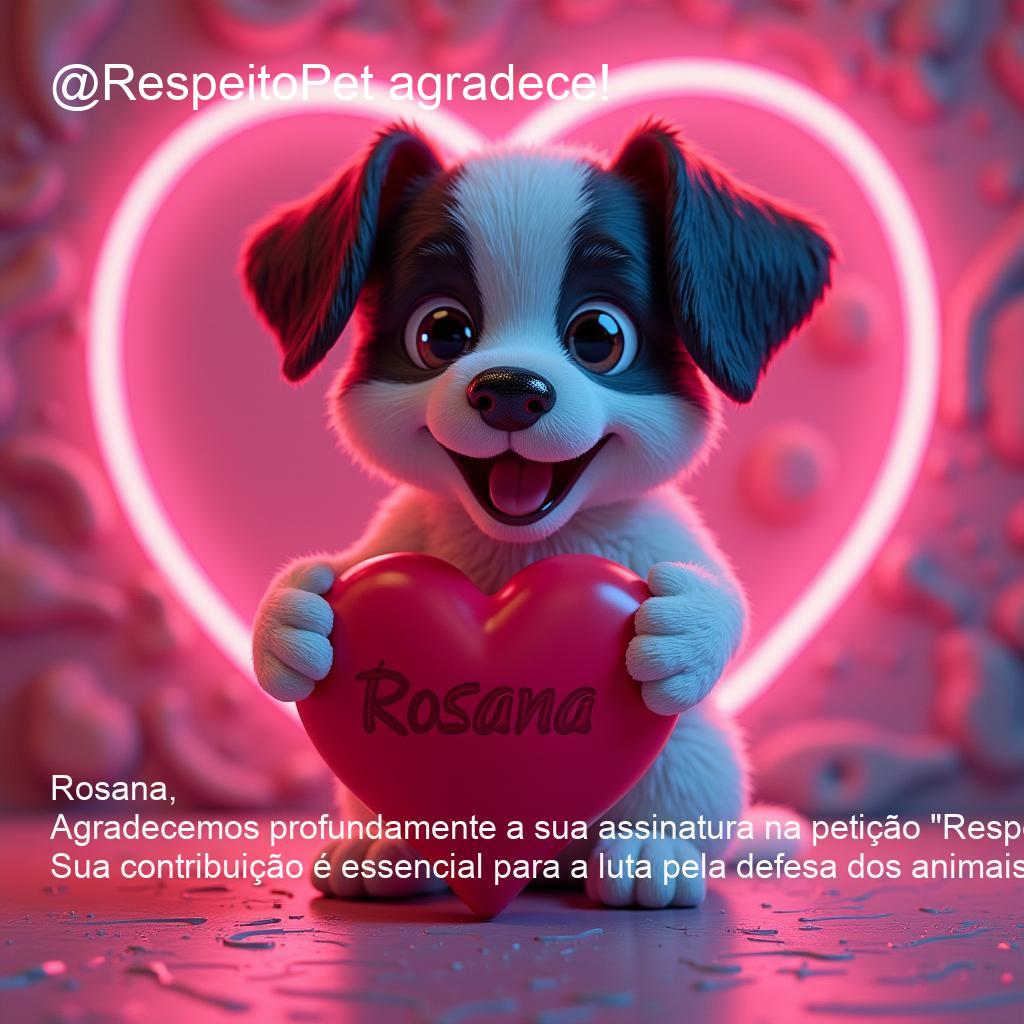 @RespeitoPet agradece!
Rosana
Rosana,
Agradecemos profundamente a sua assinatura na petição "Resp
Sua contribuição é essencial para a luta pela defesa dos animais